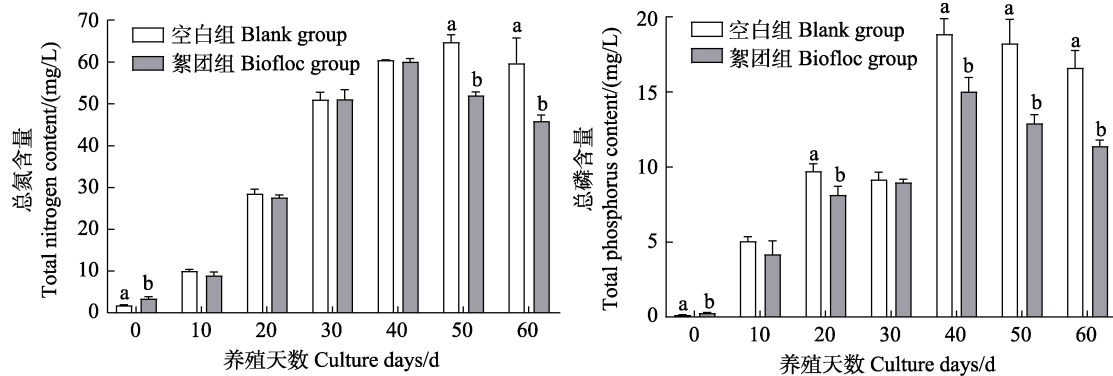 总氮含量
Total nitrogen content/(mg/L)
70
60
50
40
30
20
10
0
空白组 Blank group
絮团组 Biofloc group
a
b
a
b
a
b
0 10 20 30 40 50 60
养殖天数 Culture days/d
总磷含量
Total phosphorus content/(mg/L)
20
15
10
5
0
空白组 Blank group
絮团组 Biofloc group
a
b
a
b
a
b
a
b
a
b
0 10 20 30 40 50 60
养殖天数 Culture days/d